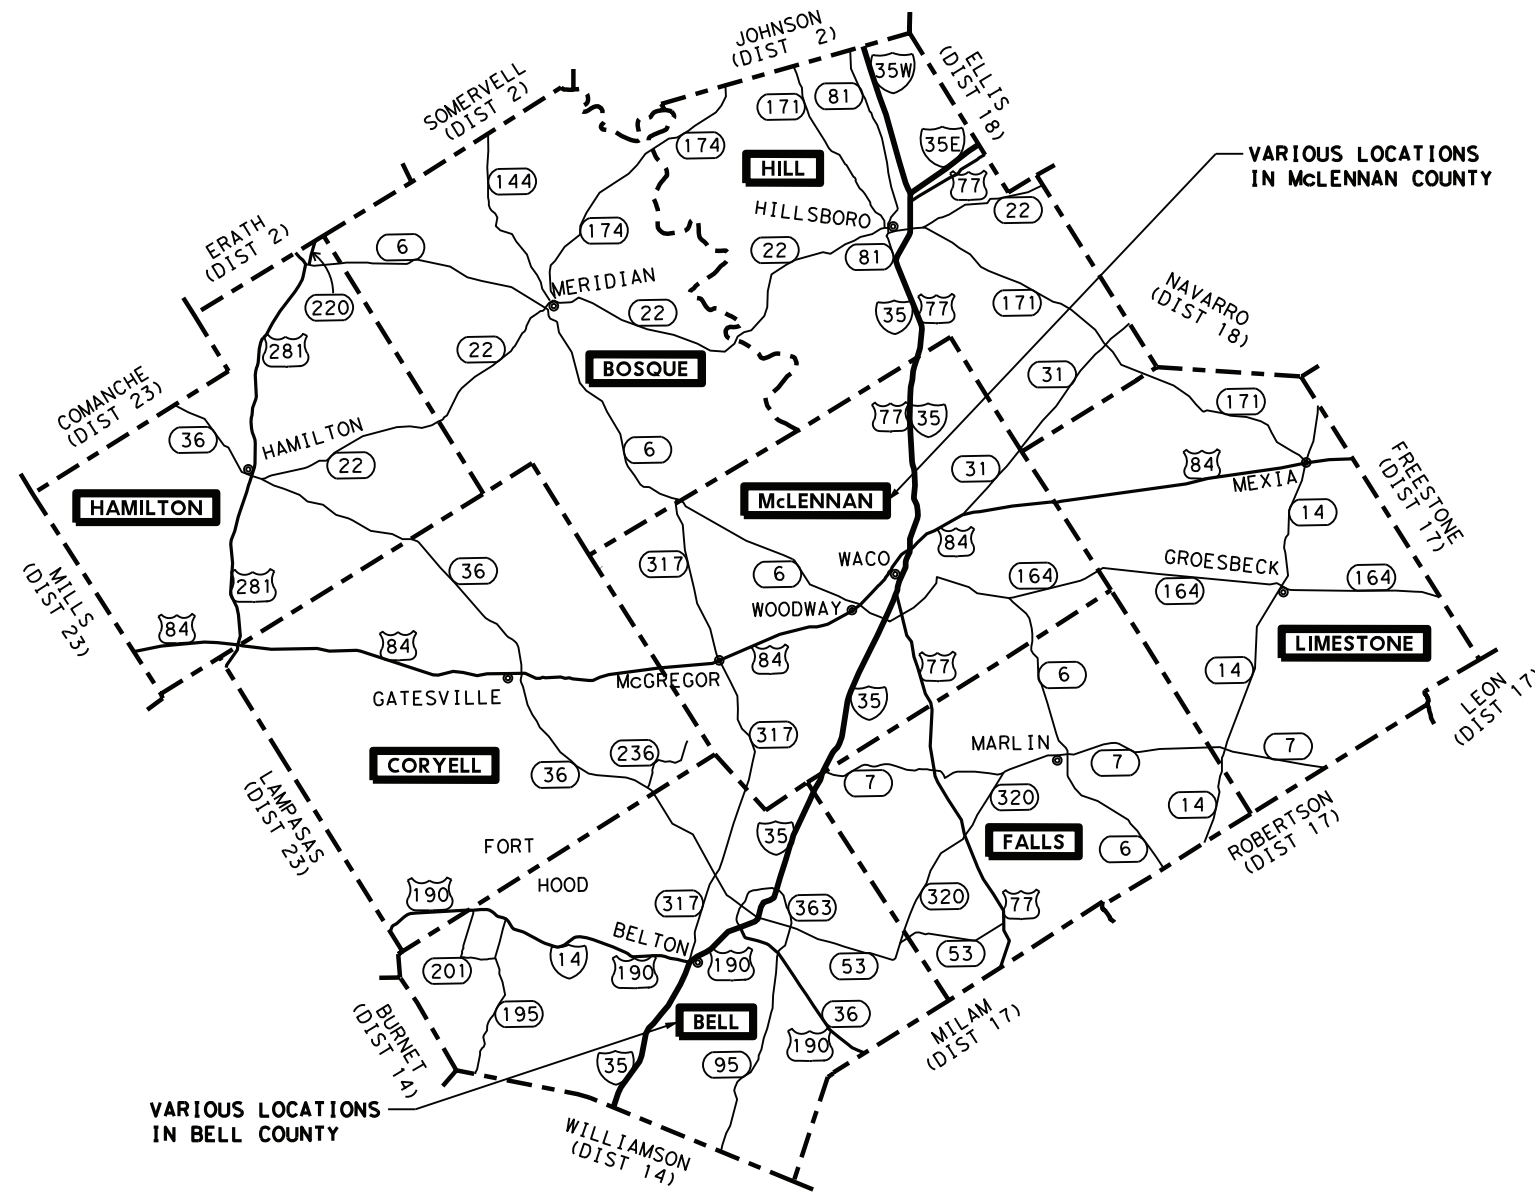 JOHNSON
(DIST 2)
ELLIS
(DIST 18)
35W
SOMERVELL
(DIST 2)
171
81
174
35E
VARIOUS LOCATIONS
IN McLENNAN COUNTY
HILL
144
77
22
HILLSBORO
ERATH
(DIST 2)
6
174
22
81
MERIDIAN
220
22
35
77
171
NAVARRO
(DIST 18)
281
22
BOSQUE
31
COMANCHE
(DIST 23)
171
36
HAMILTON
22
77
35
6
31
84
MEXIA
FREESTONE
(DIST 17)
HAMILTON
McLENNAN
14
84
WACO
317
36
6
164
GROESBECK
164
164
MILLS
(DIST 23)
281
WOODWAY
84
84
LIMESTONE
McGREGOR
84
77
6
14
GATESVILLE
35
LEON
(DIST 17)
317
MARLIN
236
36
CORYELL
7
7
7
320
14
LAMPASAS
(DIST 23)
35
FALLS
6
ROBERTSON
(DIST 17)
FORT
HOOD
190
317
363
320
77
BELTON
201
14
190
190
53
53
195
BELL
36
BURNET
(DIST 14)
35
95
190
MILAM
(DIST 17)
VARIOUS LOCATIONS
IN BELL COUNTY
WILLIAMSON
(DIST 14)